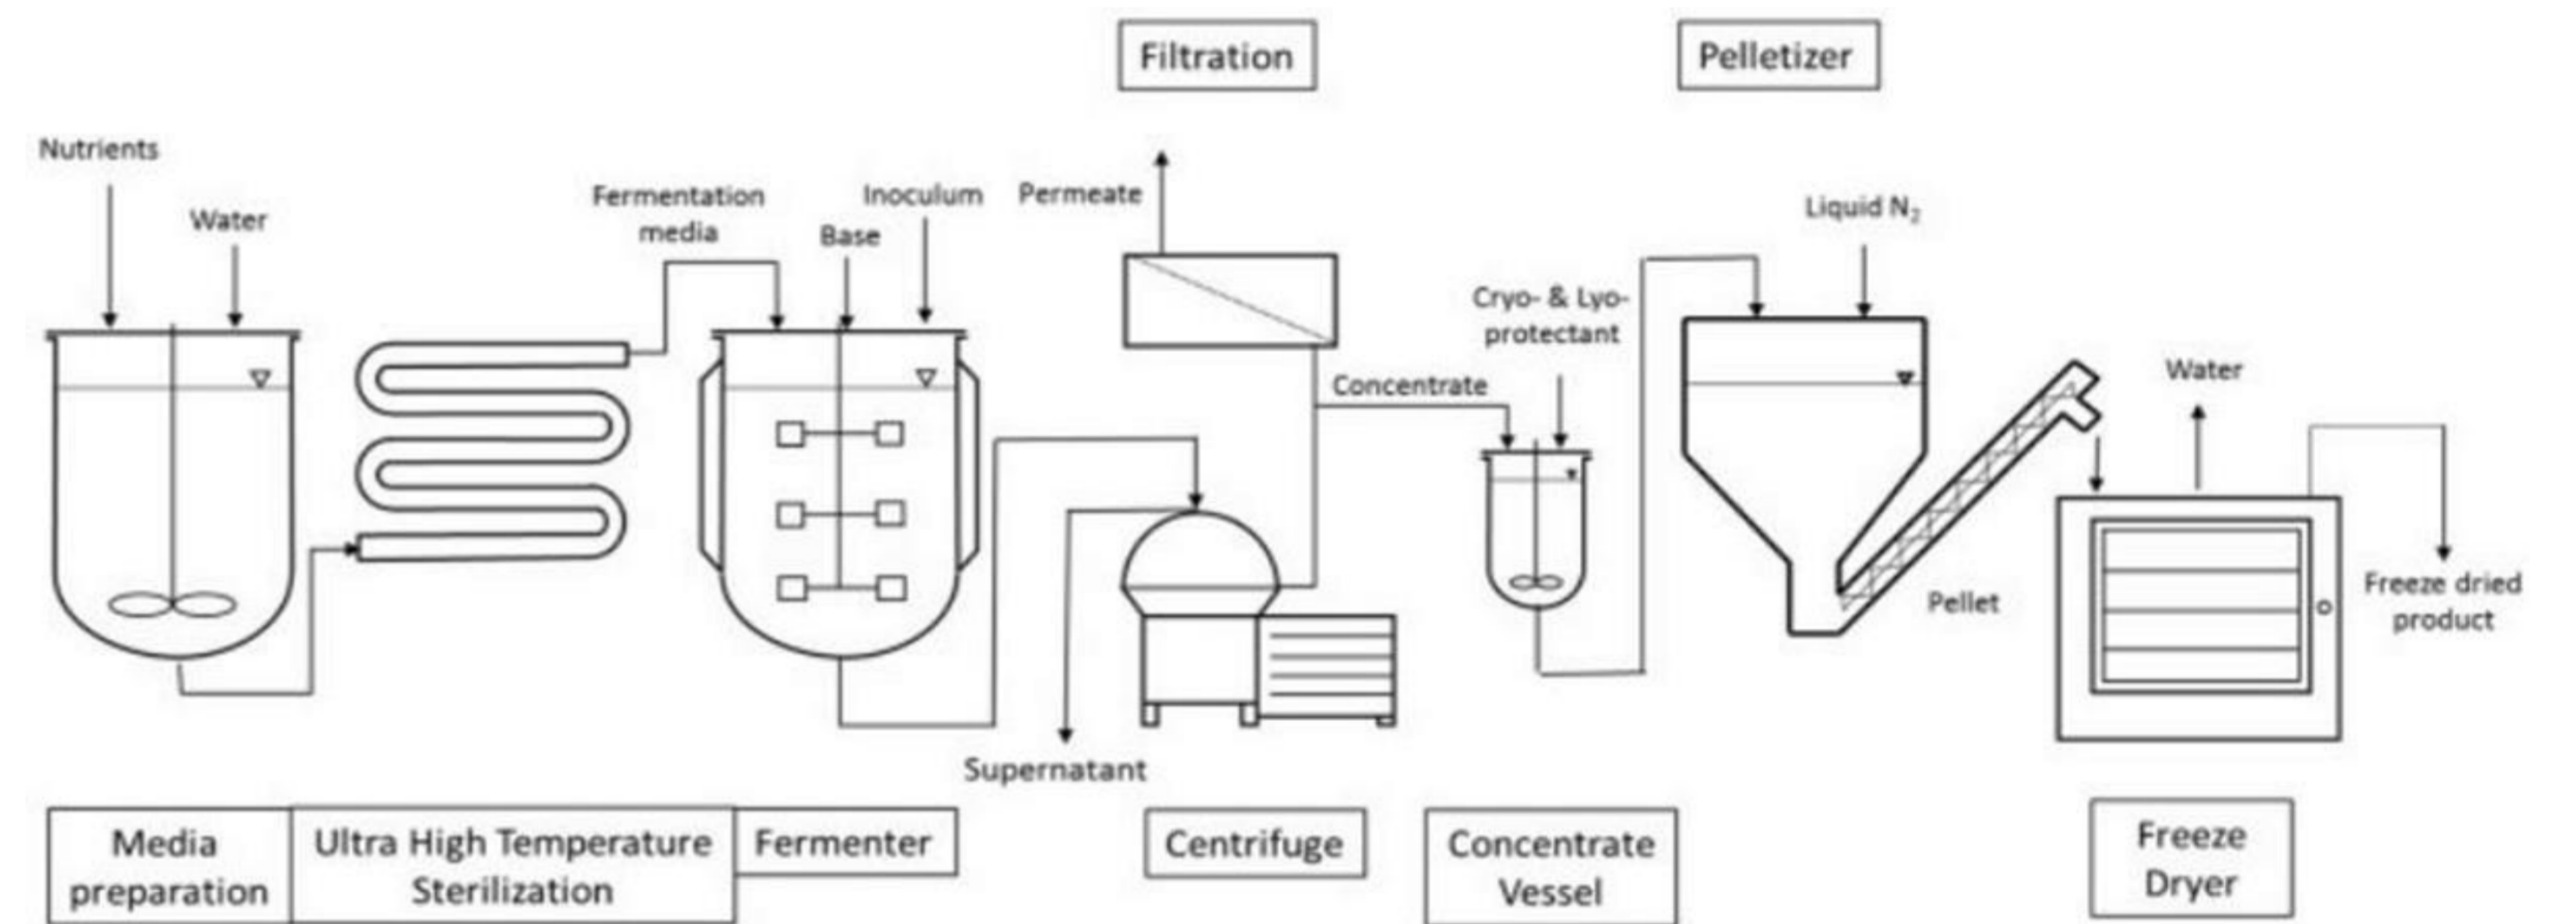 Filtration
Pelletizer
Nutrients
Water
Fermentation
media
Base
Inoculum
Permeate
Liquid N₂
Cryo- & Lyo-
protectant
Concentrate
Water
Pellet
Freeze dried
product
Supernatant
Media
preparation
Ultra High Temperature
Sterilization
Fermenter
Centrifuge
Concentrate
Vessel
Freeze
Dryer